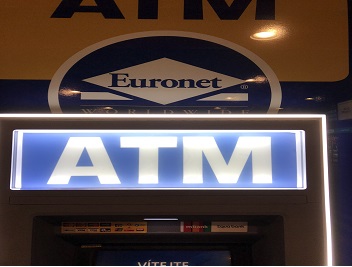 ATM
Euronet
®
WORLDWIDE
ATM
VÍTEJTE